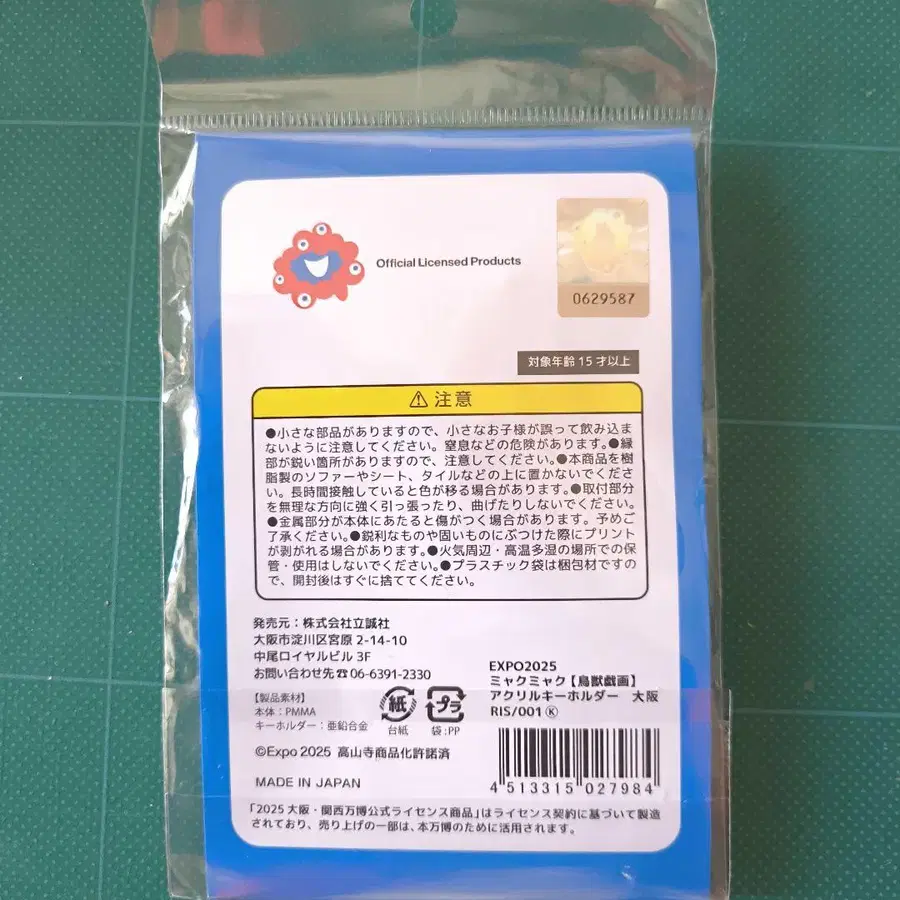 Official Licensed Products
0629587
対象年齢15才以上
⚠注意
●小さな部品がありますので、小さなお子様が誤って飲み込ま
ないように注意してください。窒息などの危険があります。●縁
部が鋭い箇所がありますので、注意してください。●本商品を樹
脂製のソファーやシート、タイルなどの上に置かないでくださ
い。長時間接触していると色が移る場合があります。●取付部分
を無理な方向に強く引っ張ったり、曲げたりしないでください。
●金属部分が本体にあたると傷がつく場合があります。予めご
了承ください。●鋭利なものや固いものにぶつけた際にプリント
が剥がれる場合があります。●火気周辺・高温多湿の場所での保
管・使用はしないでください。●プラスチック袋は梱包材ですの
で、開封後はすぐに捨ててください。
発売元：株式会社立誠社
大阪市淀川区宮原 2-14-10
中尾ロイヤルビル 3F
お問い合わせ先☎06-6391-2330
【製品素材】
本体：PMMA
キーホルダー：亜鉛合金
紙
台紙
プラ
袋：PP
EXPO2025
ミャクミャク【鳥獣戯画】
アクリルキーホルダー 大阪
RIS/001Ⓚ
©Expo 2025 高山寺商品化許諾済
MADE IN JAPAN
4 513315 027984
「2025 大阪・関西万博公式ライセンス商品」はライセンス契約に基づいて製造
されており、売り上げの一部は、本万博のために活用されます。